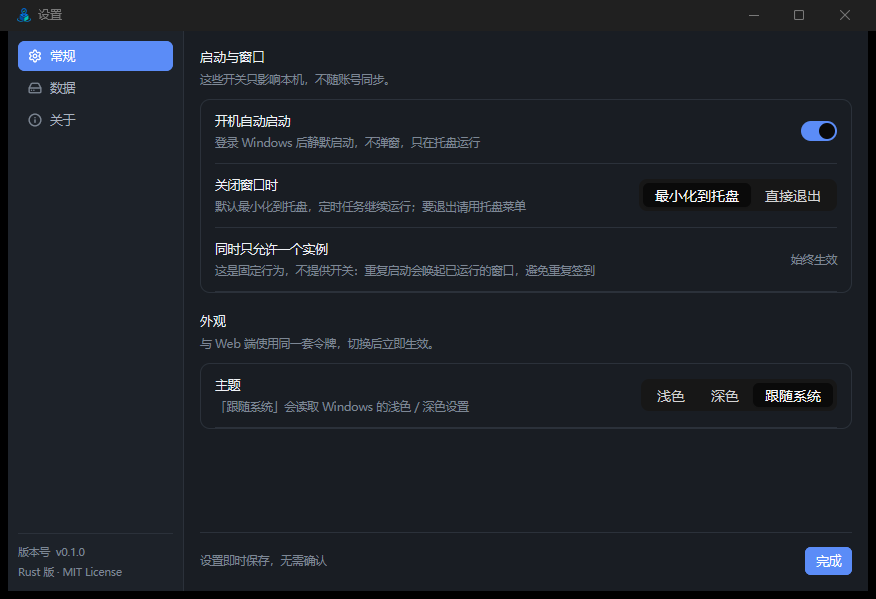 设置
常规
数据
关于
启动与窗口
这些开关只影响本机，不随账号同步。
开机自动启动
登录 Windows 后静默启动，不弹窗，只在托盘运行
关闭窗口时
默认最小化到托盘，定时任务继续运行；要退出请用托盘菜单
最小化到托盘 直接退出
同时只允许一个实例
这是固定行为，不提供开关：重复启动会唤起已运行的窗口，避免重复签到
始终生效
外观
与 Web 端使用同一套令牌，切换后立即生效。
主题
「跟随系统」会读取 Windows 的浅色 / 深色设置
浅色 深色 跟随系统
版本号 v0.1.0
Rust 版 · MIT License
设置即时保存，无需确认
完成